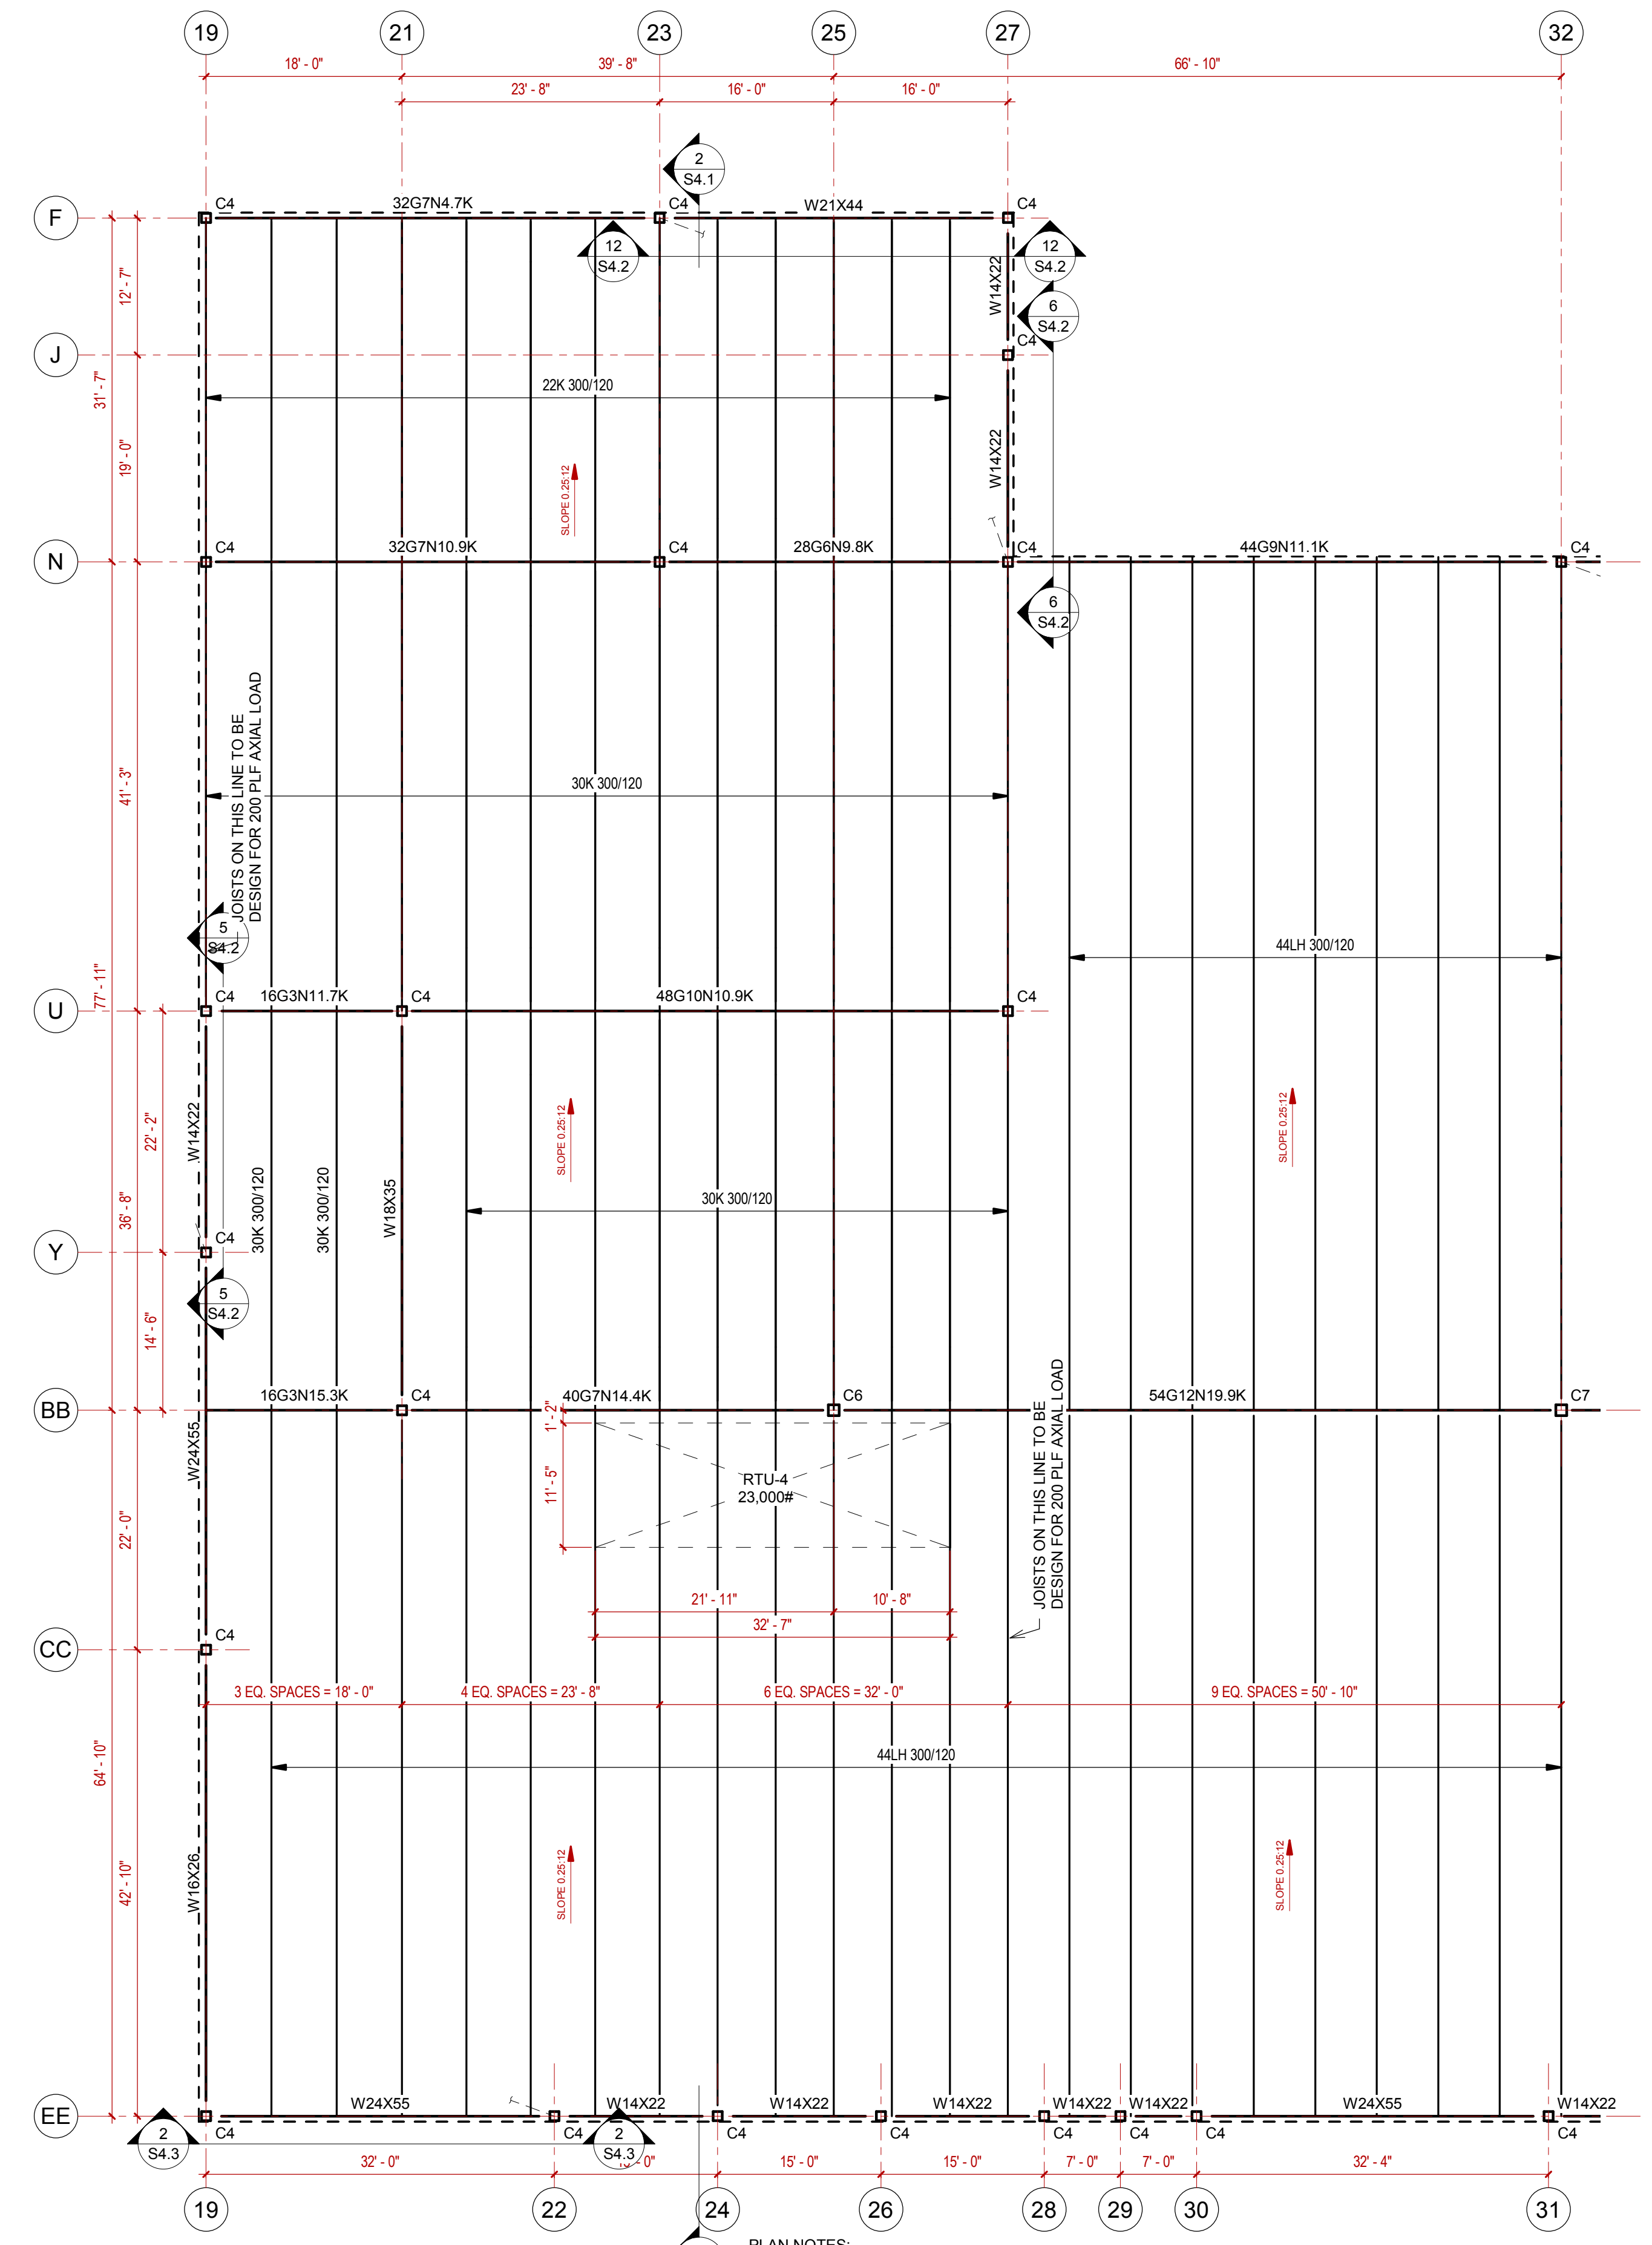 19
21
23
25
27
32
18' - 0"
39' - 8"
66' - 10"
23' - 8"
16' - 0"
16' - 0"
2
S4.1
F
C4
32G7N4.7K
C4
W21X44
C4
12
S4.2
12
S4.2
12' - 7"
W14X22
6
S4.2
J
C4
31' - 7"
22K 300/120
19' - 0"
SLOPE 0.25:12
W14X22
N
C4
32G7N10.9K
C4
28G6N9.8K
C4
44G9N11.1K
C4
6
S4.2
JOISTS ON THIS LINE TO BE
DESIGN FOR 200 PLF AXIAL LOAD
41' - 3"
30K 300/120
5
S4.2
44LH 300/120
77' - 11"
U
C4
16G3N11.7K
C4
48G10N10.9K
C4
22' - 2"
W14X22
SLOPE 0.25:12
SLOPE 0.25:12
36' - 8"
30K 300/120
30K 300/120
W18X35
30K 300/120
Y
C4
5
S4.2
14' - 6"
BB
16G3N15.3K
C4
40G7N14.4K
C6
54G12N19.9K
C7
1' - 2"
W24X55
11' - 5"
RTU-4
23,000#
JOISTS ON THIS LINE TO BE
DESIGN FOR 200 PLF AXIAL LOAD
22' - 0"
21' - 11"
10' - 8"
32' - 7"
CC
C4
3 EQ. SPACES = 18' - 0"
4 EQ. SPACES = 23' - 8"
6 EQ. SPACES = 32' - 0"
9 EQ. SPACES = 50' - 10"
64' - 10"
44LH 300/120
42' - 10"
W16X26
SLOPE 0.25:12
SLOPE 0.25:12
EE
W24X55
W14X22
W14X22
W14X22
W14X22
W14X22
W24X55
W14X22
C4
C4
C4
C4
C4
C4
C4
C4
2
S4.3
2
S4.3
32' - 0"
15' - 0"
15' - 0"
7' - 0"
7' - 0"
32' - 4"
19
22
24
26
28
29
30
31
PLAN NOTES: